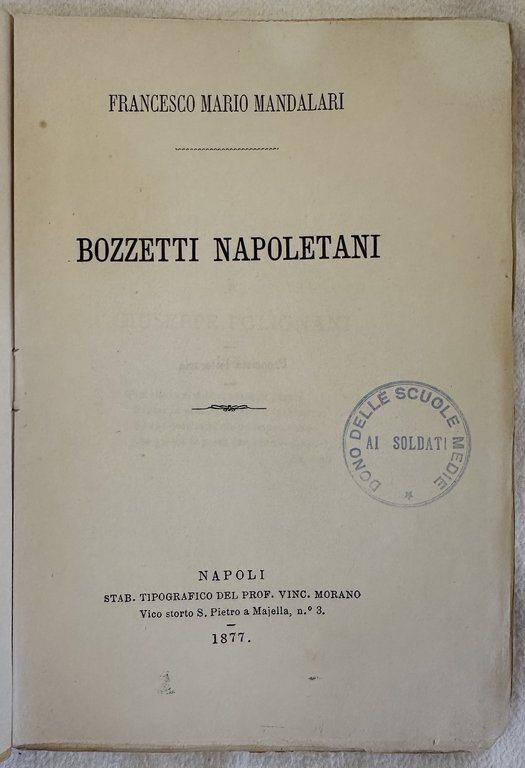 FRANCESCO MARIO MANDALARI
BOZZETTI NAPOLETANI
DONO DELLE SCUOLE MEDIE
AI SOLDATI
NAPOLI
STAB. TIPOGRAFICO DEL PROF. VINC. MORANO
Vico storto S. Pietro a Majella, n.° 3.
1877.